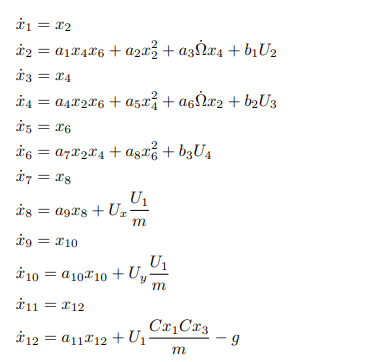 ẋ₁ = x₂
ẋ₂ = a₁x₄x₆ + a₂x₂² + a₃Ω̇x₄ + b₁U₂
ẋ₃ = x₄
ẋ₄ = a₄x₂x₆ + a₅x₄² + a₆Ω̇x₂ + b₂U₃
ẋ₅ = x₆
ẋ₆ = a₇x₂x₄ + a₈x₆² + b₃U₄
ẋ₇ = x₈
ẋ₈ = a₉x₈ + Uₓ U₁/m
ẋ₉ = x₁₀
ẋ₁₀ = a₁₀x₁₀ + U_y U₁/m
ẋ₁₁ = x₁₂
ẋ₁₂ = a₁₁x₁₂ + U₁ Cx₁Cx₃/m − g